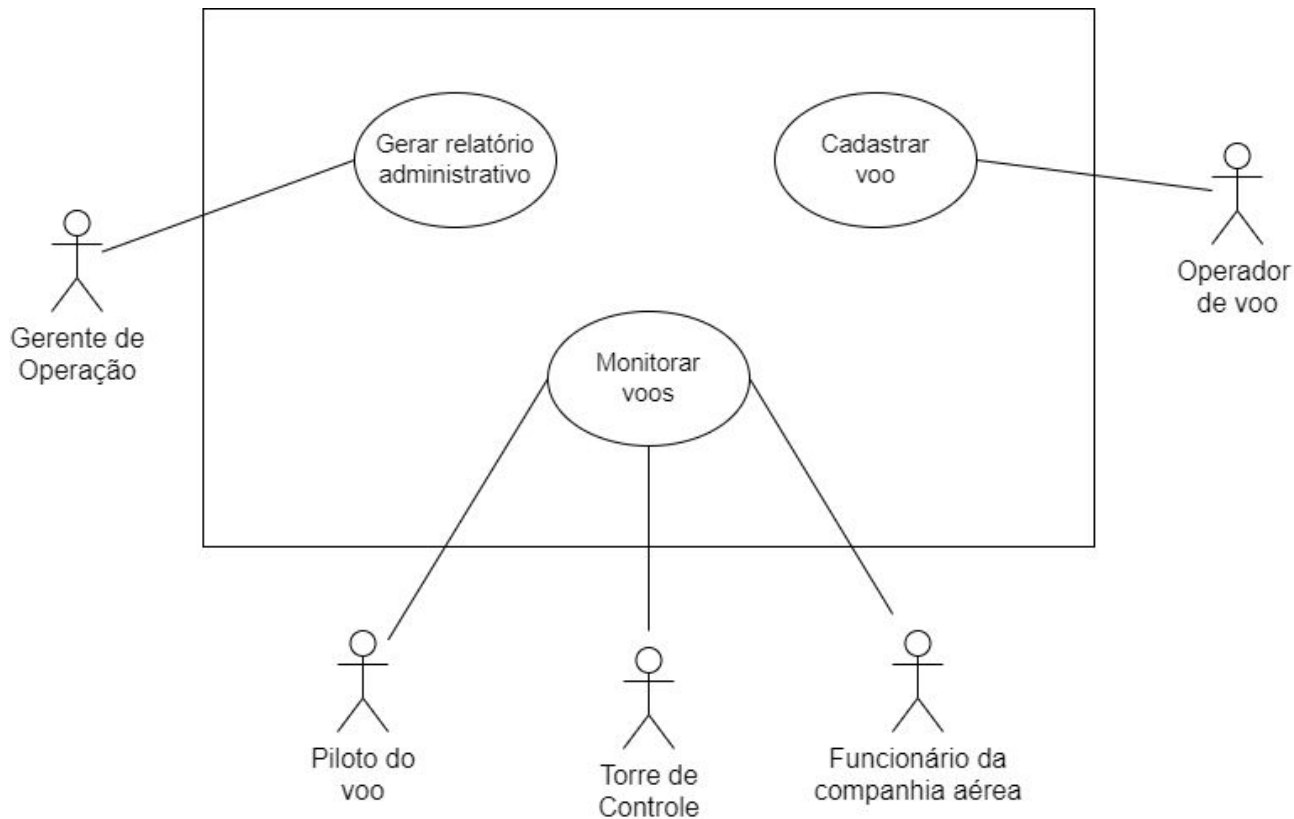 Gerar relatório
administrativo
Cadastrar
voo
Gerente de
Operação
Operador
de voo
Monitorar
voos
Piloto do
voo
Torre de
Controle
Funcionário da
companhia aérea